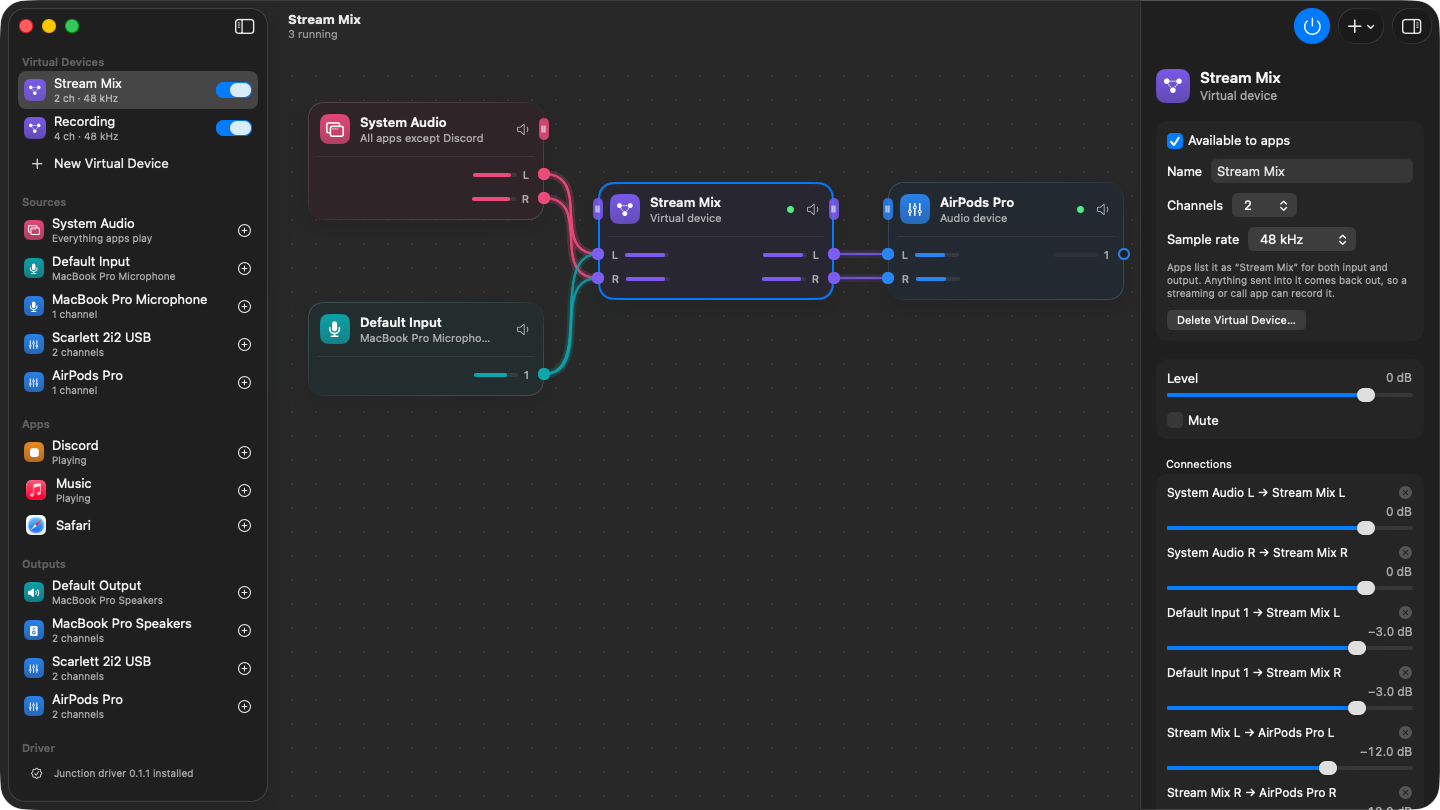 Stream Mix
3 running
Virtual Devices
Stream Mix
2 ch · 48 kHz
Recording
4 ch · 48 kHz
New Virtual Device
Sources
System Audio
Everything apps play
Default Input
MacBook Pro Microphone
MacBook Pro Microphone
1 channel
Scarlett 2i2 USB
2 channels
AirPods Pro
1 channel
Apps
Discord
Playing
Music
Playing
Safari
Outputs
Default Output
MacBook Pro Speakers
MacBook Pro Speakers
2 channels
Scarlett 2i2 USB
2 channels
AirPods Pro
2 channels
Driver
Junction driver 0.1.1 installed
System Audio
All apps except Discord
L
R
Default Input
MacBook Pro Micropho...
1
Stream Mix
Virtual device
L L
R R
AirPods Pro
Audio device
L 1
R
Stream Mix
Virtual device
Available to apps
Name Stream Mix
Channels 2
Sample rate 48 kHz
Apps list it as “Stream Mix” for both input and
output. Anything sent into it comes back out, so a
streaming or call app can record it.
Delete Virtual Device...
Level 0 dB
Mute
Connections
System Audio L → Stream Mix L
0 dB
System Audio R → Stream Mix R
0 dB
Default Input 1 → Stream Mix L
−3.0 dB
Default Input 1 → Stream Mix R
−3.0 dB
Stream Mix L → AirPods Pro L
−12.0 dB
Stream Mix R → AirPods Pro R